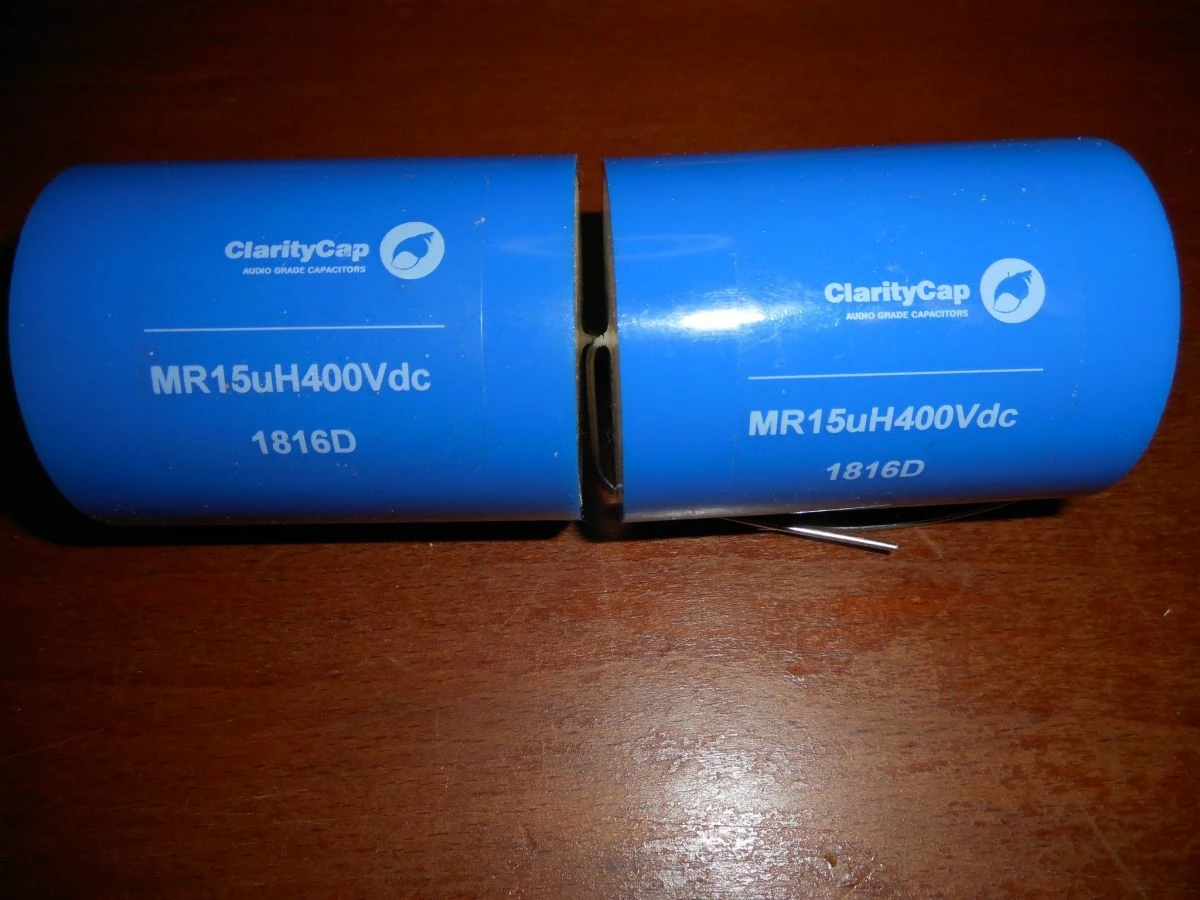 ClarityCap
AUDIO GRADE CAPACITORS
MR15uH400Vdc
1816D
ClarityCap
AUDIO GRADE CAPACITORS
MR15uH400Vdc
1816D